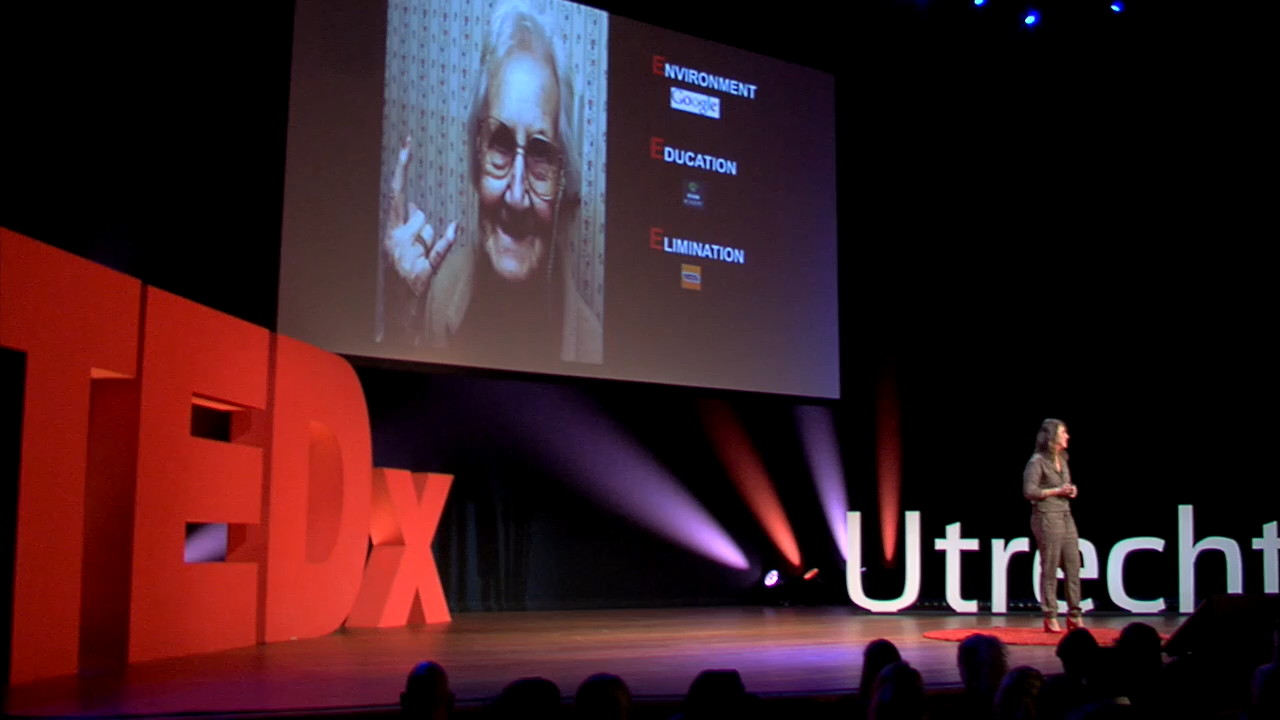 ENVIRONMENT
Google
EDUCATION
ELIMINATION
TEDx
Utrecht